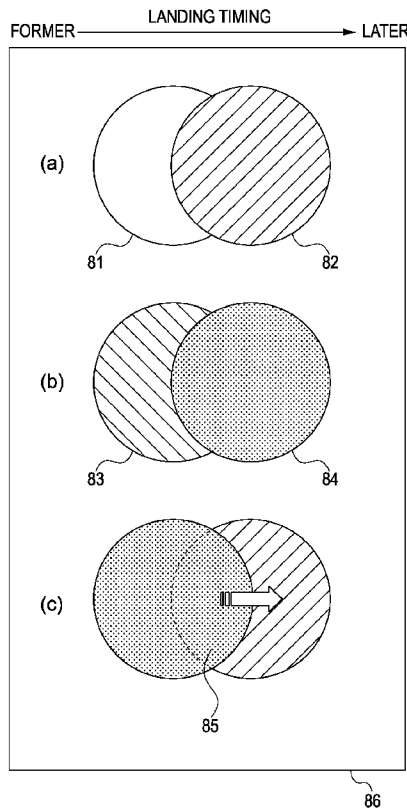 LANDING TIMING
FORMER LATER
(a)
81 82
(b)
83 84
(c)
85
86